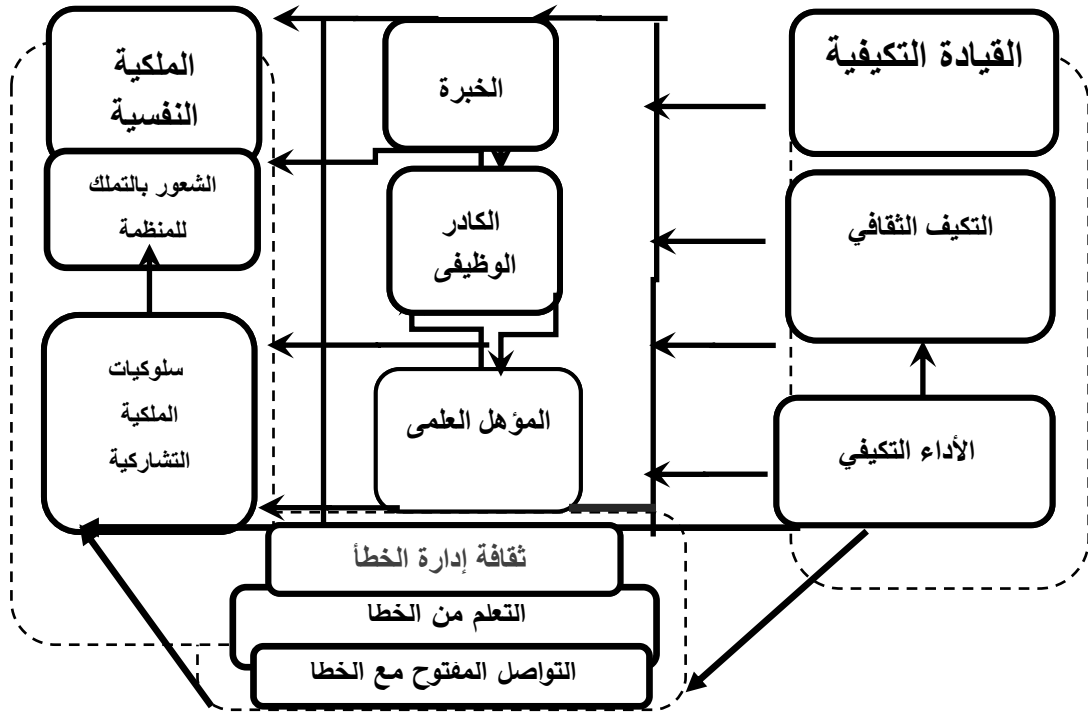 القيادة التكيفية
التكيف الثقافي
الأداء التكيفي
الخبرة
الكادر
الوظيفى
المؤهل العلمى
الملكية
النفسية
الشعور بالتملك
للمنظمة
سلوكيات
الملكية
التشاركية
ثقافة إدارة الخطأ
التعلم من الخطا
التواصل المفتوح مع الخطا